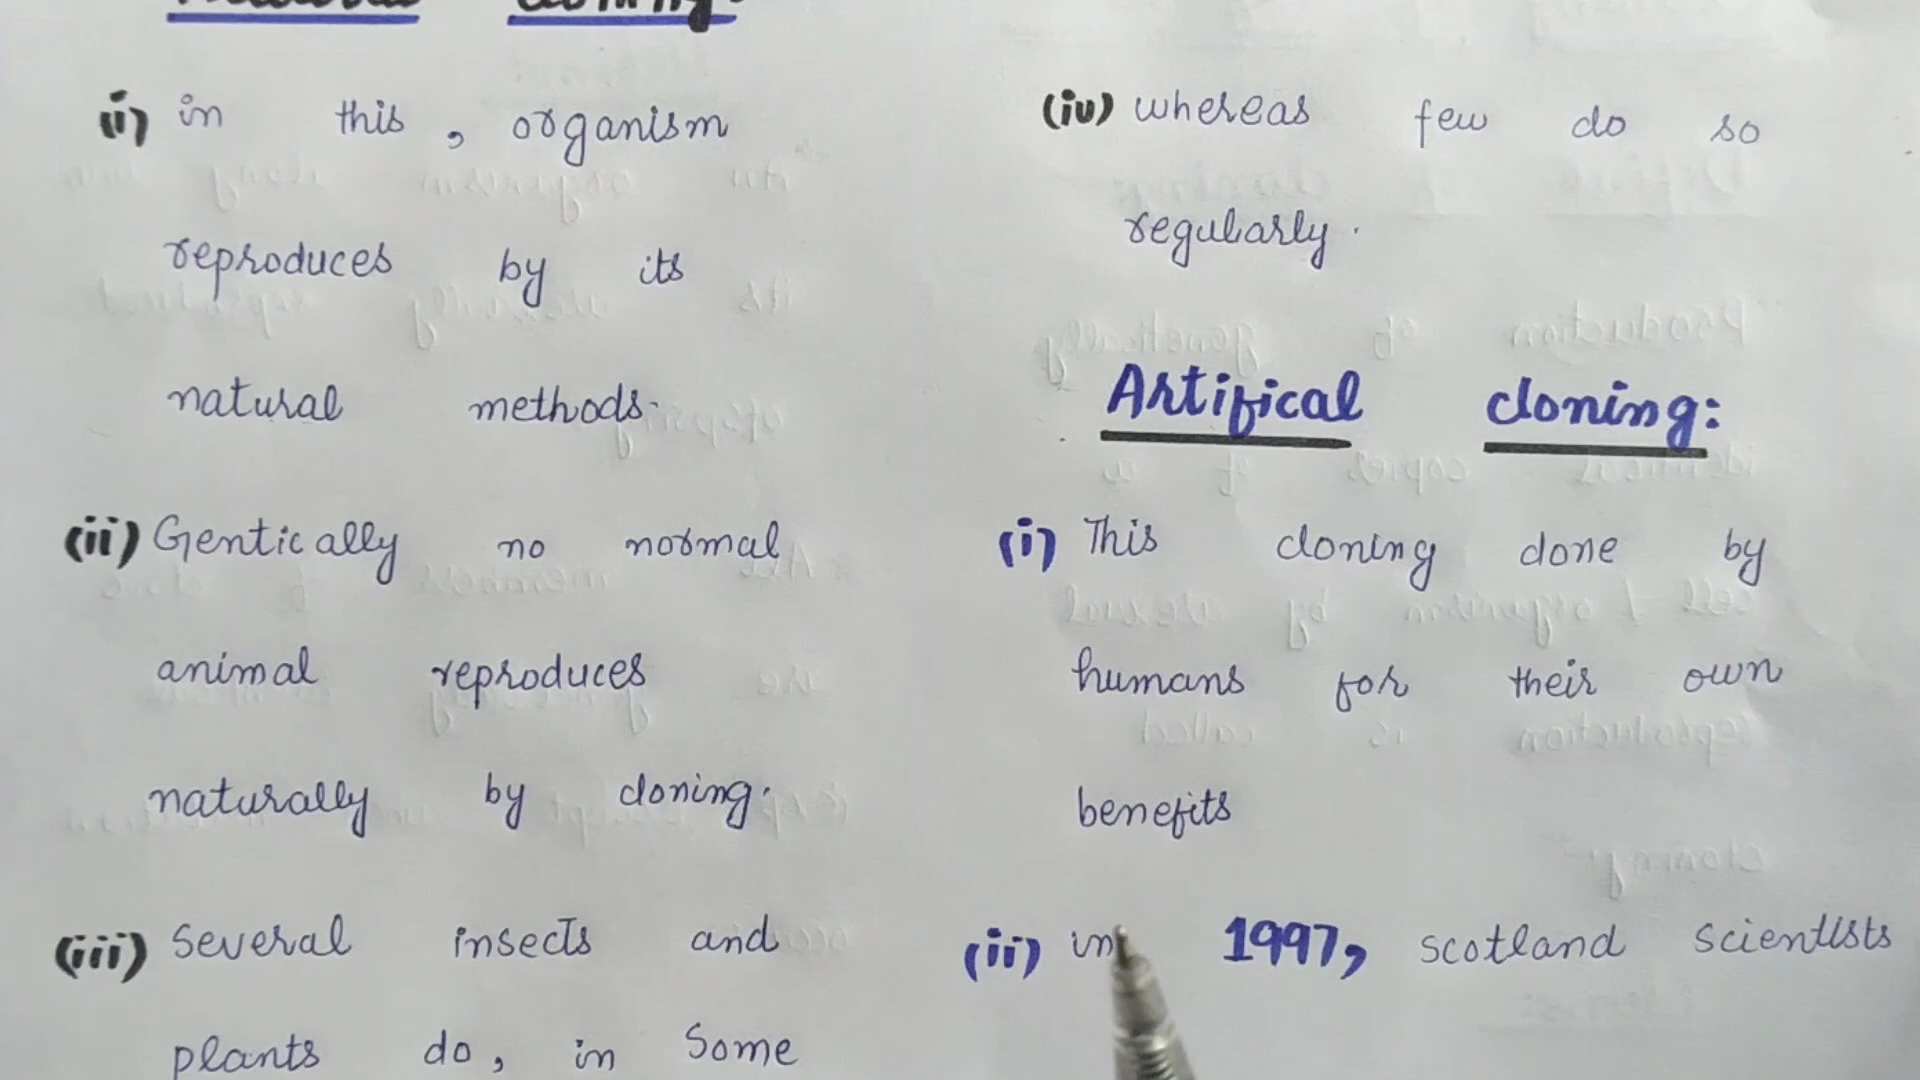 cloning:
(i) in this, organism
reproduces by its
natural methods.
(ii) Gentically no normal
animal reproduces
naturally by cloning.
(iii) Several insects and
plants do, in Some
(iv) whereas few do so
regularly.
Artifical cloning:
(i) This cloning done by
humans for their own
benefits
(ii) in 1997, scotland scientists